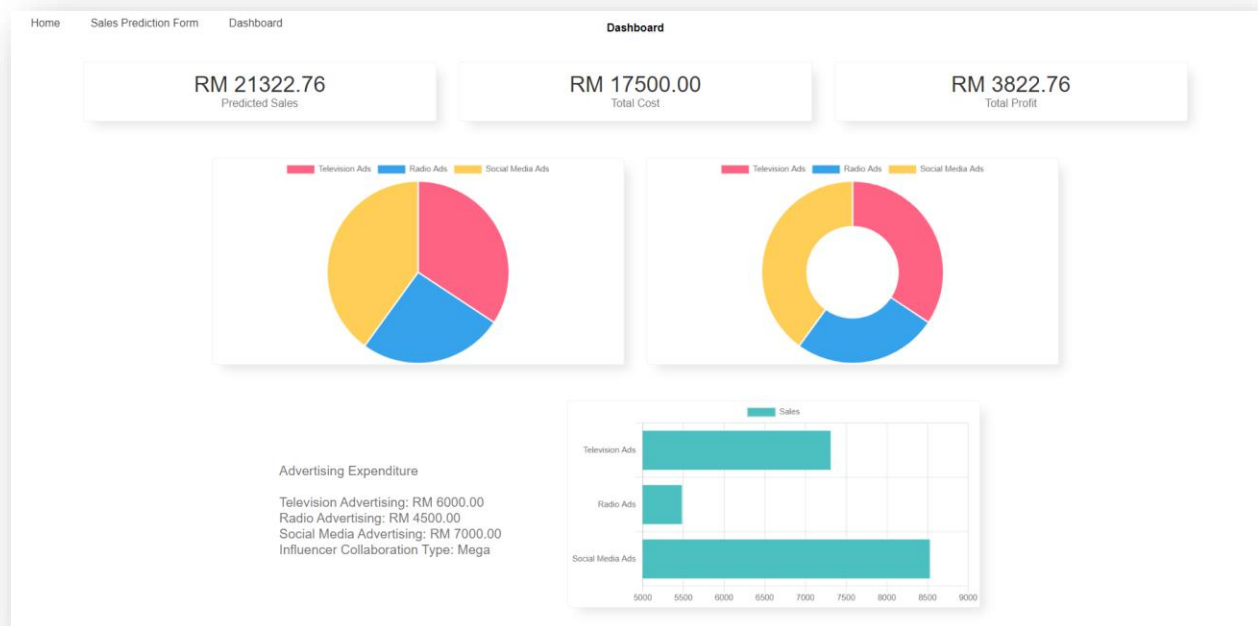 Home Sales Prediction Form Dashboard
Dashboard
RM 21322.76 RM 17500.00 RM 3822.76
Predicted Sales Total Cost Total Profit
Television Ads Radio Ads Social Media Ads
Television Ads Radio Ads Social Media Ads
Advertising Expenditure
Television Advertising: RM 6000.00
Radio Advertising: RM 4500.00
Social Media Advertising: RM 7000.00
Influencer Collaboration Type: Mega
Sales
Television Ads
Radio Ads
Social Media Ads
5000 5500 6000 6500 7000 7500 8000 8500 9000